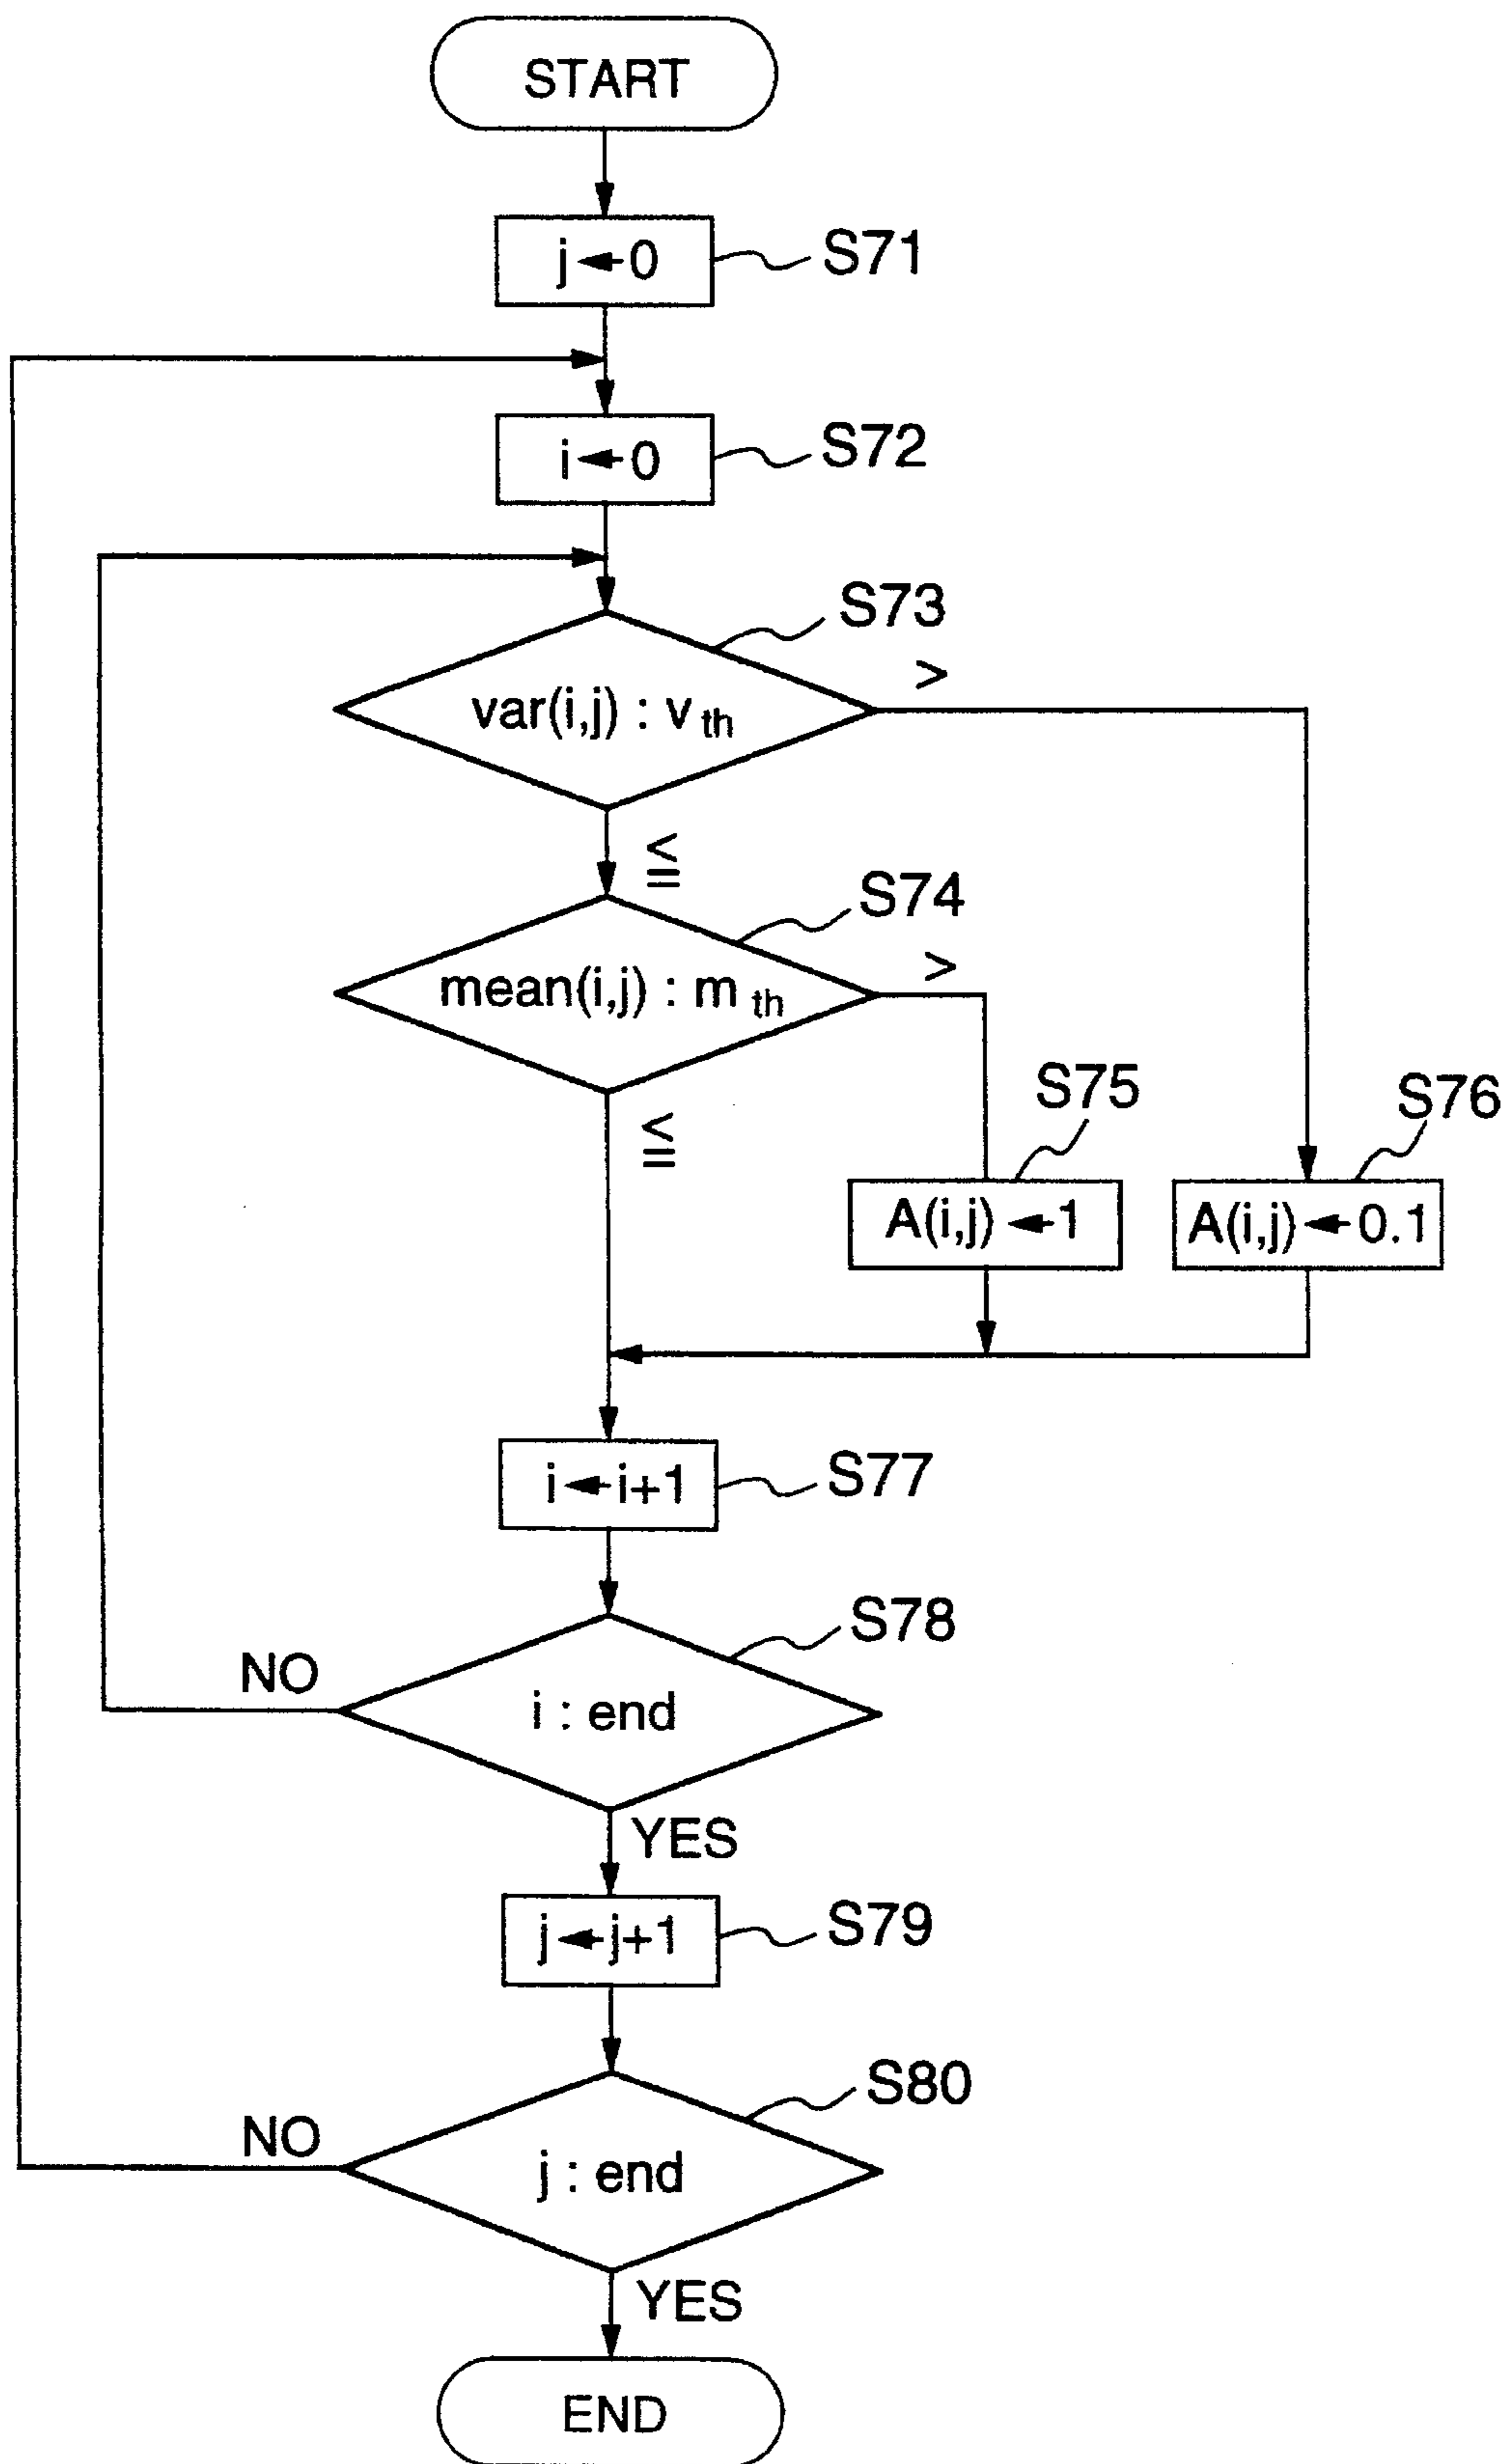 START
j ← 0
S71
i ← 0
S72
S73
>
var(i,j) : v th
≦
S74
>
mean(i,j) : m th
S75
S76
≦
A(i,j) ← 1
A(i,j) ← 0.1
i ← i+1
S77
S78
NO
i : end
YES
j ← j+1
S79
S80
NO
j : end
YES
END